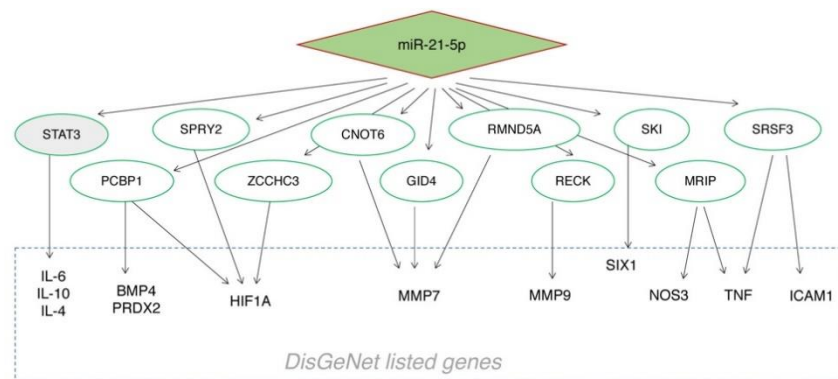 miR-21-5p
STAT3
SPRY2
CNOT6
RMND5A
SKI
SRSF3
PCBP1
ZCCHC3
GID4
RECK
MRIP
IL-6
IL-10
IL-4
BMP4
PRDX2
HIF1A
MMP7
MMP9
SIX1
NOS3
TNF
ICAM1
DisGeNet listed genes